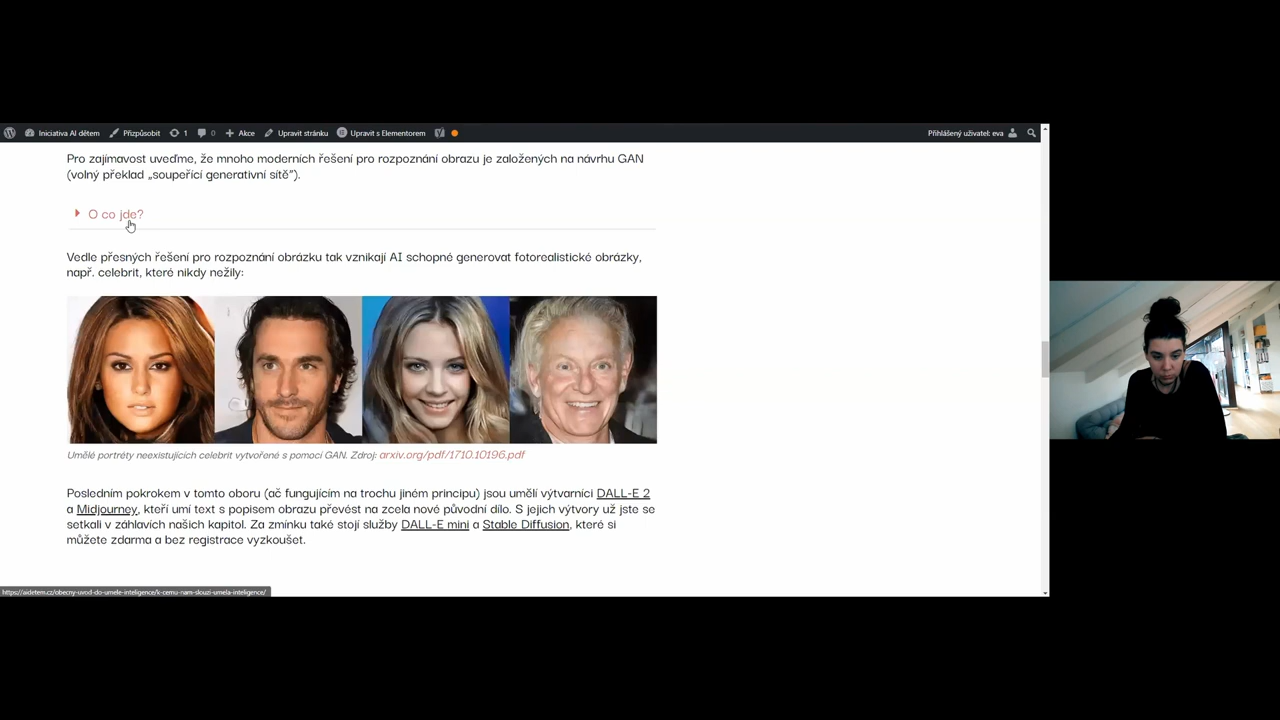 Iniciativa AI dětem Přizpůsobit 1 0 Akce Upravit stránku Upravit s Elementorem Přihlášený uživatel: eva
Pro zajímavost uveďme, že mnoho moderních řešení pro rozpoznání obrazu je založených na návrhu GAN
(volný překlad „soupeřící generativní sítě").
O co jde?
Vedle přesných řešení pro rozpoznání obrázku tak vznikají AI schopné generovat fotorealistické obrázky,
např. celebrit, které nikdy nežily:
Umělé portréty neexistujících celebrit vytvořené s pomocí GAN. Zdroj: arxiv.org/pdf/1710.10196.pdf
Posledním pokrokem v tomto oboru (ač fungujícím na trochu jiném principu) jsou umělí výtvarníci DALL-E 2
a Midjourney, kteří umí text s popisem obrazu převést na zcela nové původní dílo. S jejich výtvory už jste se
setkali v záhlavích našich kapitol. Za zmínku také stojí služby DALL-E mini a Stable Diffusion, které si
můžete zdarma a bez registrace vyzkoušet.
https://aidetem.cz/obecny-uvod-do-umele-inteligence/k-cemu-nam-slouzi-umela-inteligence/